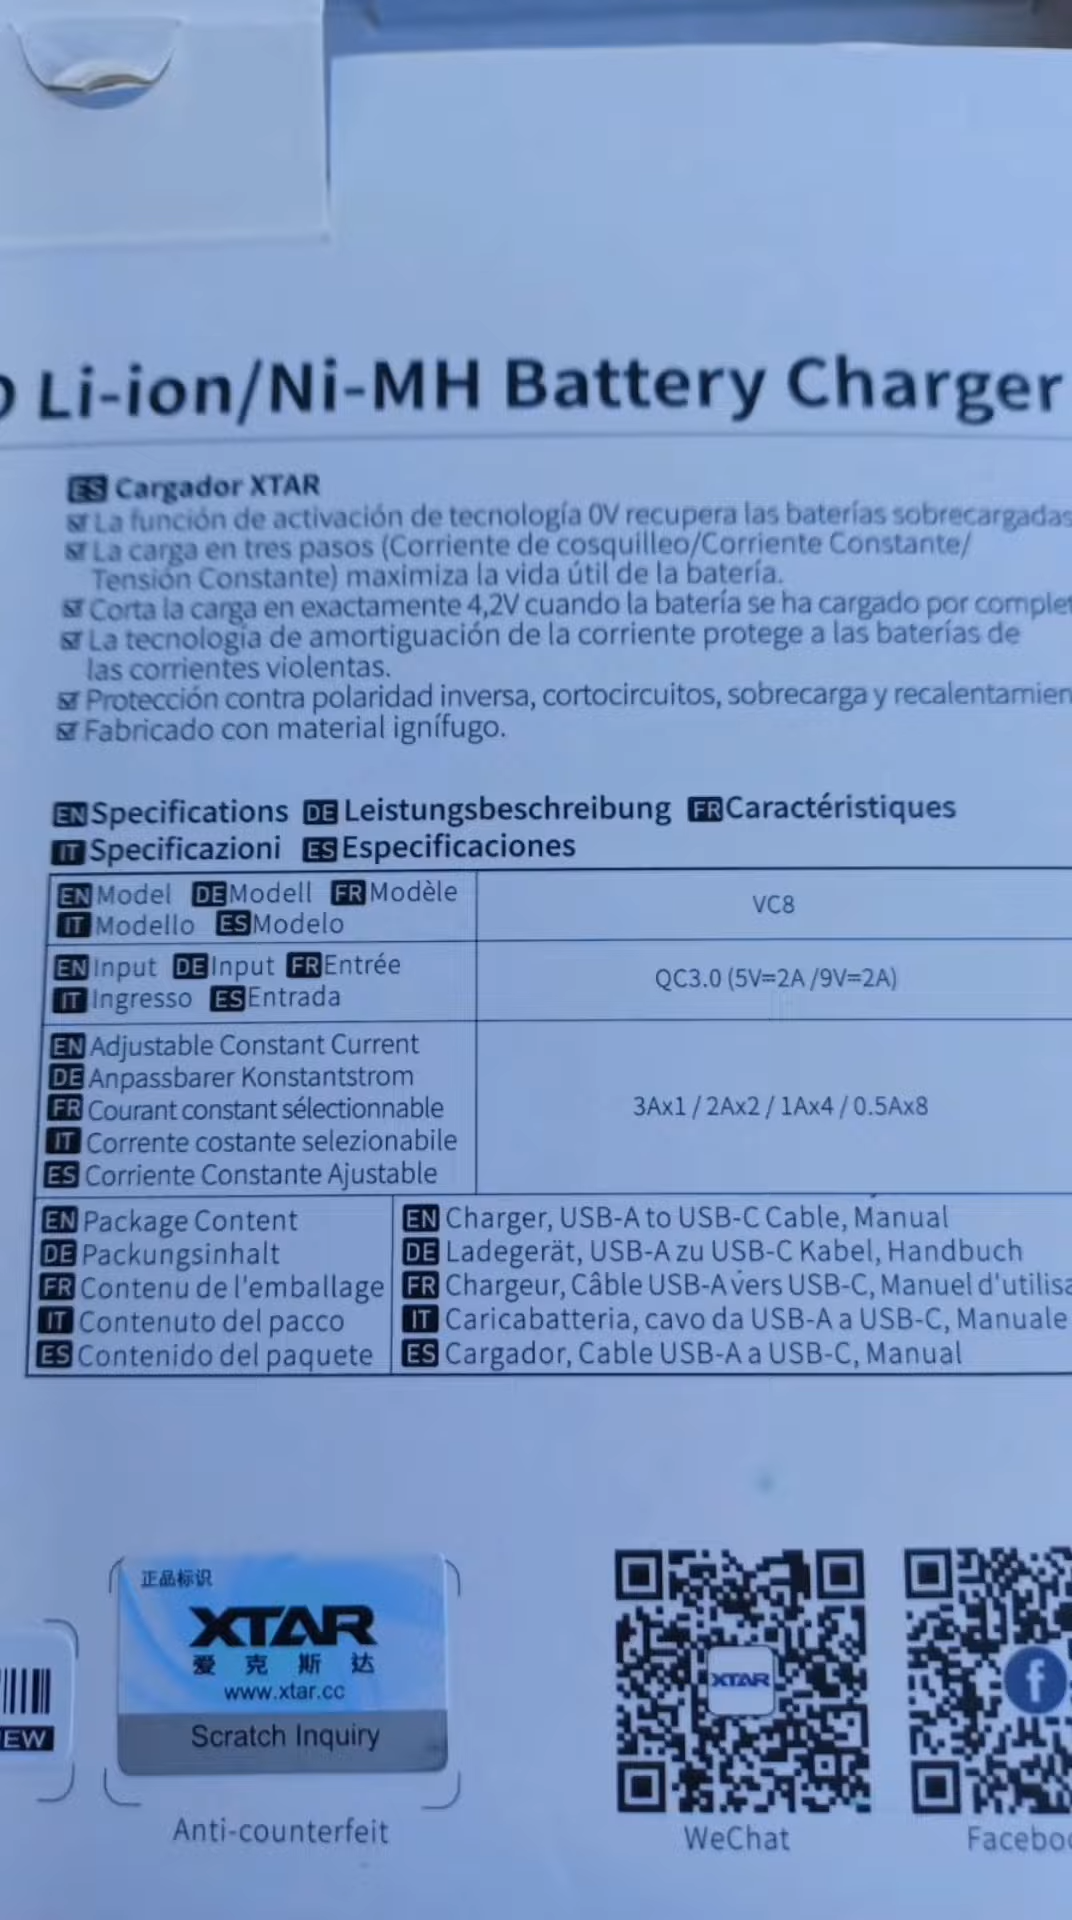 Li-ion/Ni-MH Battery Charger
ES Cargador XTAR
La función de activación de tecnología 0V recupera las baterías sobrecargadas
La carga en tres pasos (Corriente de cosquilleo/Corriente Constante/
Tensión Constante) maximiza la vida útil de la batería.
Corta la carga en exactamente 4,2V cuando la batería se ha cargado por complet
La tecnología de amortiguación de la corriente protege a las baterías de
las corrientes violentas.
Protección contra polaridad inversa, cortocircuitos, sobrecarga y recalentamien
Fabricado con material ignífugo.
EN Specifications DE Leistungsbeschreibung FR Caractéristiques
IT Specificazioni ES Especificaciones
EN Model DE Modell FR Modèle
IT Modello ES Modelo
VC8
EN Input DE Input FR Entrée
IT Ingresso ES Entrada
QC3.0 (5V=2A /9V=2A)
EN Adjustable Constant Current
DE Anpassbarer Konstantstrom
FR Courant constant sélectionnable
IT Corrente costante selezionabile
ES Corriente Constante Ajustable
3Ax1 / 2Ax2 / 1Ax4 / 0.5Ax8
EN Package Content
DE Packungsinhalt
FR Contenu de l'emballage
IT Contenuto del pacco
ES Contenido del paquete
EN Charger, USB-A to USB-C Cable, Manual
DE Ladegerät, USB-A zu USB-C Kabel, Handbuch
FR Chargeur, Câble USB-A vers USB-C, Manuel d'utilisa
IT Caricabatteria, cavo da USB-A a USB-C, Manuale
ES Cargador, Cable USB-A a USB-C, Manual
正品标识
XTAR
爱克斯达
www.xtar.cc
Scratch Inquiry
Anti-counterfeit
EW
XTAR
WeChat
f
Facebo